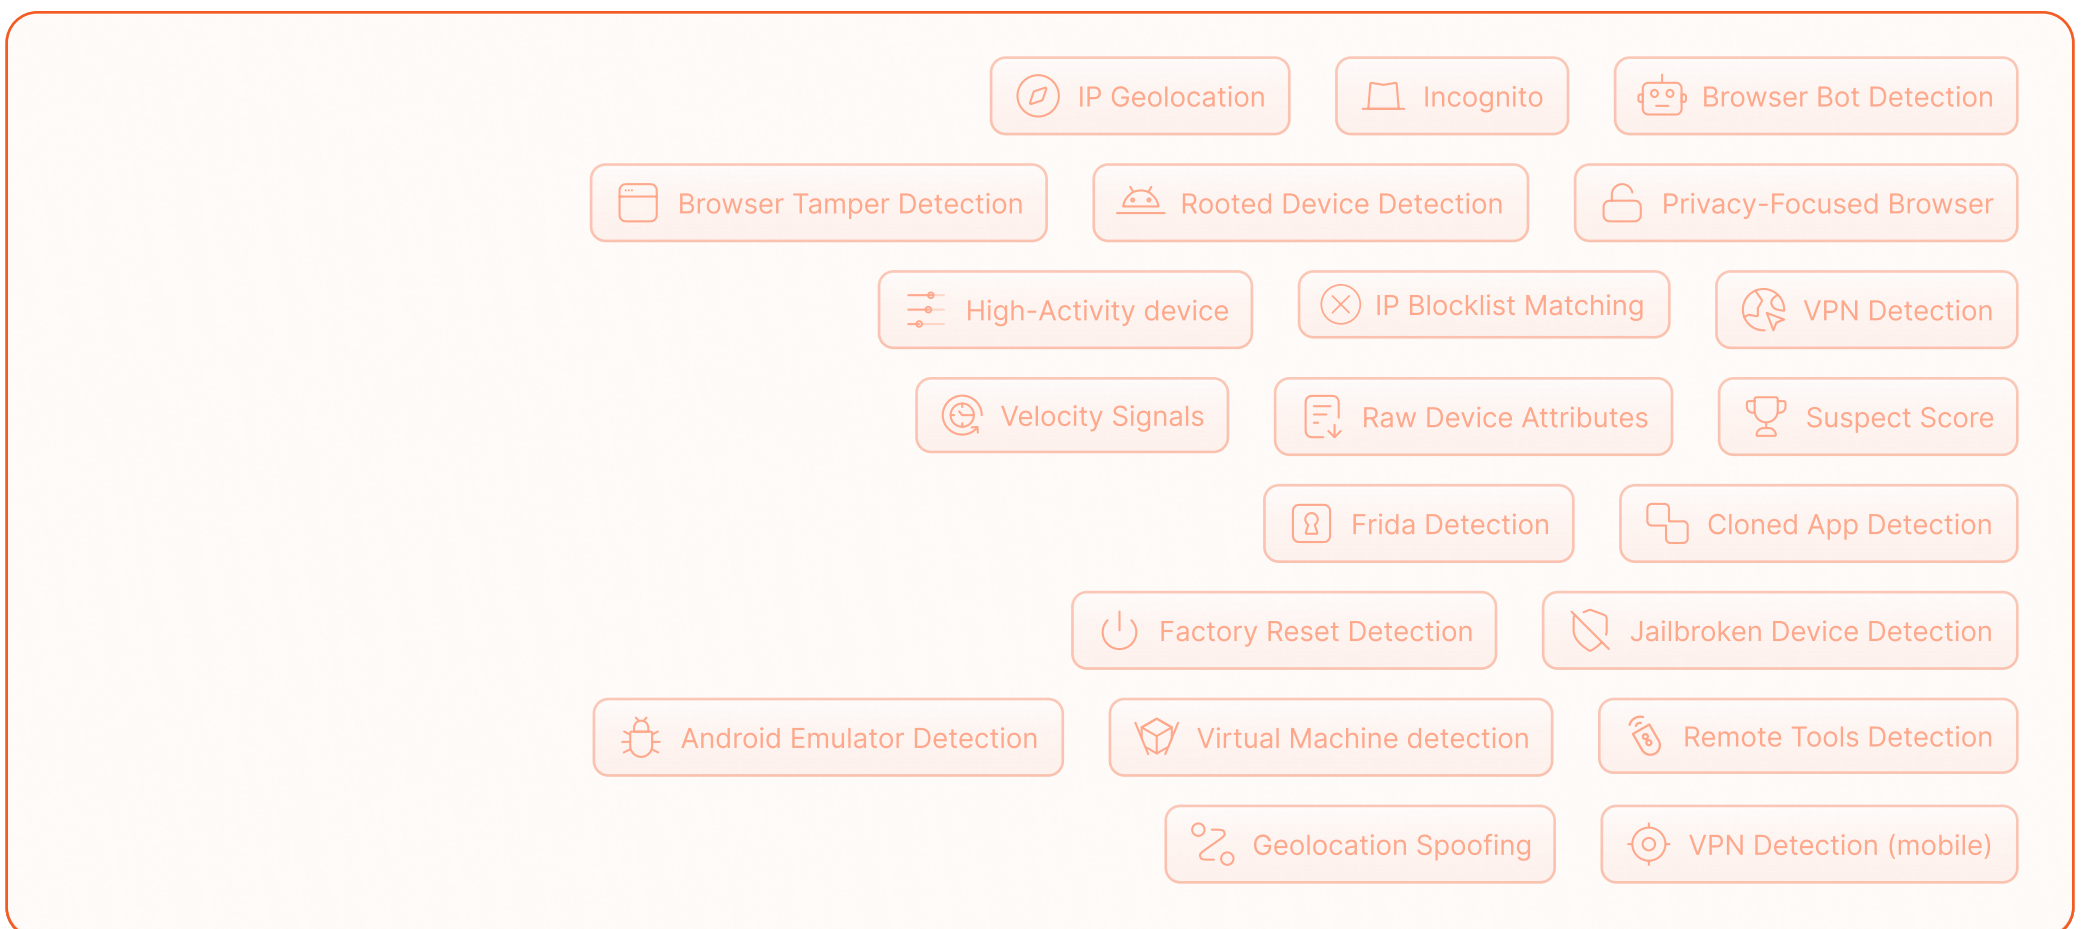 IP Geolocation
Incognito
Browser Bot Detection
Browser Tamper Detection
Rooted Device Detection
Privacy-Focused Browser
High-Activity device
IP Blocklist Matching
VPN Detection
Velocity Signals
Raw Device Attributes
Suspect Score
Frida Detection
Cloned App Detection
Factory Reset Detection
Jailbroken Device Detection
Android Emulator Detection
Virtual Machine detection
Remote Tools Detection
Geolocation Spoofing
VPN Detection (mobile)